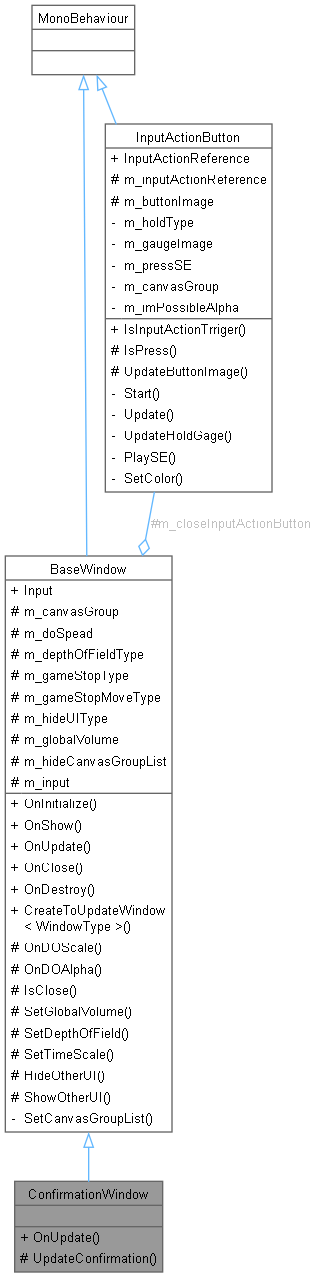 MonoBehaviour
InputActionButton
+ InputActionReference
# m_inputActionReference
# m_buttonImage
- m_holdType
- m_gaugeImage
- m_pressSE
- m_canvasGroup
- m_imPossibleAlpha
+ IsInputActionTrriger()
# IsPress()
# UpdateButtonImage()
- Start()
- Update()
- UpdateHoldGage()
- PlaySE()
- SetColor()
#m_closeInputActionButton
BaseWindow
+ Input
# m_canvasGroup
# m_doSpead
# m_depthOfFieldType
# m_gameStopType
# m_gameStopMoveType
# m_hideUIType
# m_globalVolume
# m_hideCanvasGroupList
# m_input
+ OnInitialize()
+ OnShow()
+ OnUpdate()
+ OnClose()
+ OnDestroy()
+ CreateToUpdateWindow
< WindowType >()
# OnDOScale()
# OnDOAlpha()
# IsClose()
# SetGlobalVolume()
# SetDepthOfField()
# SetTimeScale()
# HideOtherUI()
# ShowOtherUI()
- SetCanvasGroupList()
ConfirmationWindow
+ OnUpdate()
# UpdateConfirmation()